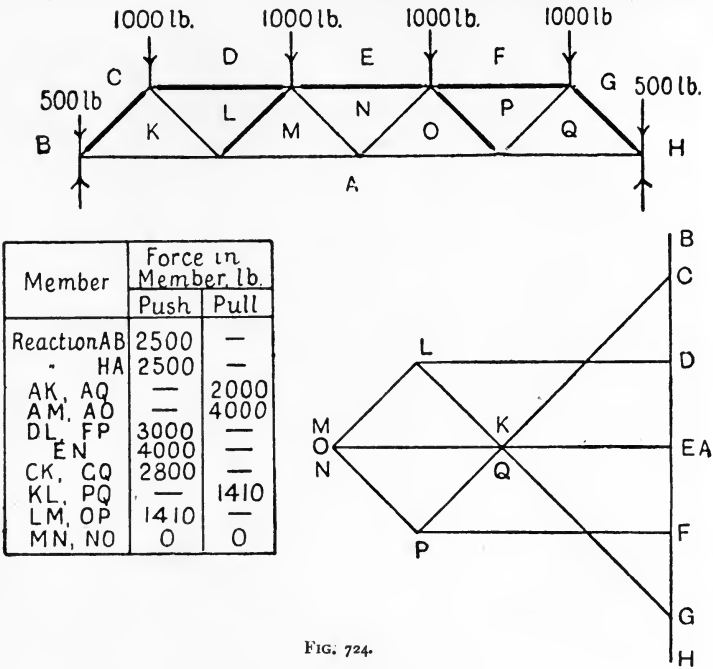 1000 lb. 1000 lb. 1000 lb. 1000 lb
C D E F G
500 lb 500 lb.
B K L M N O P Q H
A
Member Force in Member, lb.
Push Pull
Reaction AB 2500 —
" HA 2500 —
AK, AQ — 2000
AM, AO — 4000
DL, FP 3000 —
EN 4000 —
CK, GQ 2800 —
KL, PQ — 1410
LM, OP 1410 —
MN, NO 0 0
B
C
L D
M K
O E A
N Q
P F
G
H
FIG. 724.